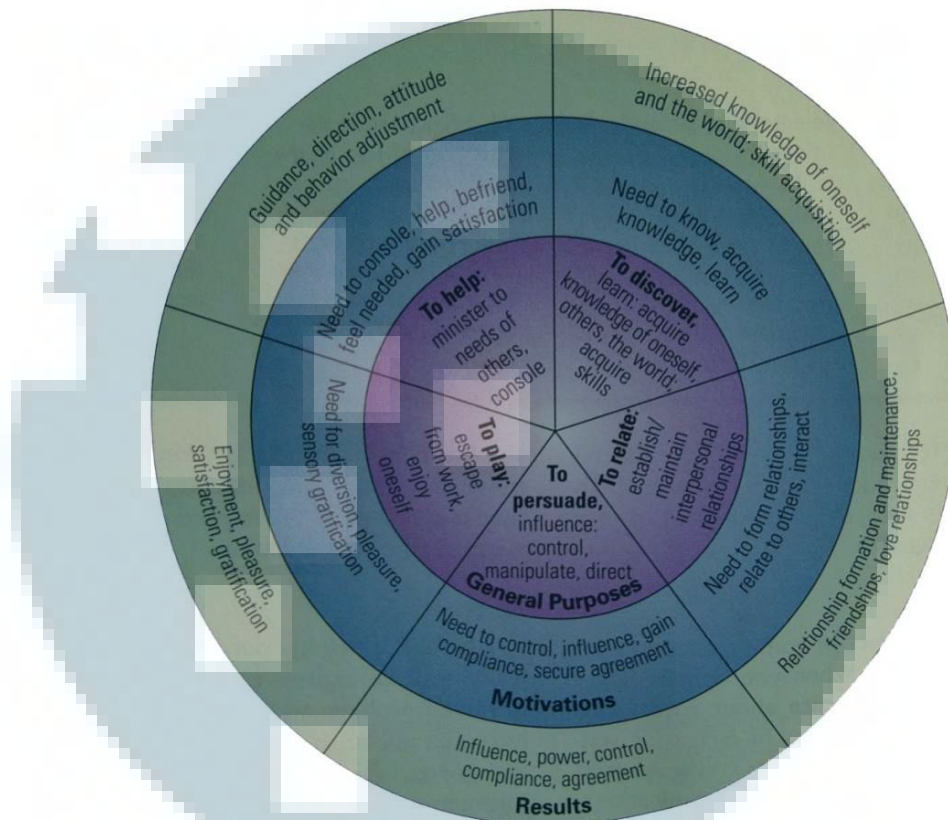 Guidance, direction, attitude
and behavior adjustment
Increased knowledge of oneself
and the world; skill acquisition
Need to console, help, befriend,
feel needed, gain satisfaction
Need to know, acquire
knowledge, learn
To help:
minister to
needs of
others,
console
To discover,
learn: acquire
knowledge of oneself,
others, the world;
acquire
skills
To play:
escape
from work,
enjoy
oneself
To relate:
establish/
maintain
interpersonal
relationships
To
persuade,
influence:
control,
manipulate, direct
General Purposes
Need for diversion, pleasure,
sensory gratification
Need to form relationships,
relate to others, interact
Enjoyment, pleasure,
satisfaction, gratification
Relationship formation and maintenance,
friendships, love relationships
Need to control, influence, gain
compliance, secure agreement
Motivations
Influence, power, control,
compliance, agreement
Results